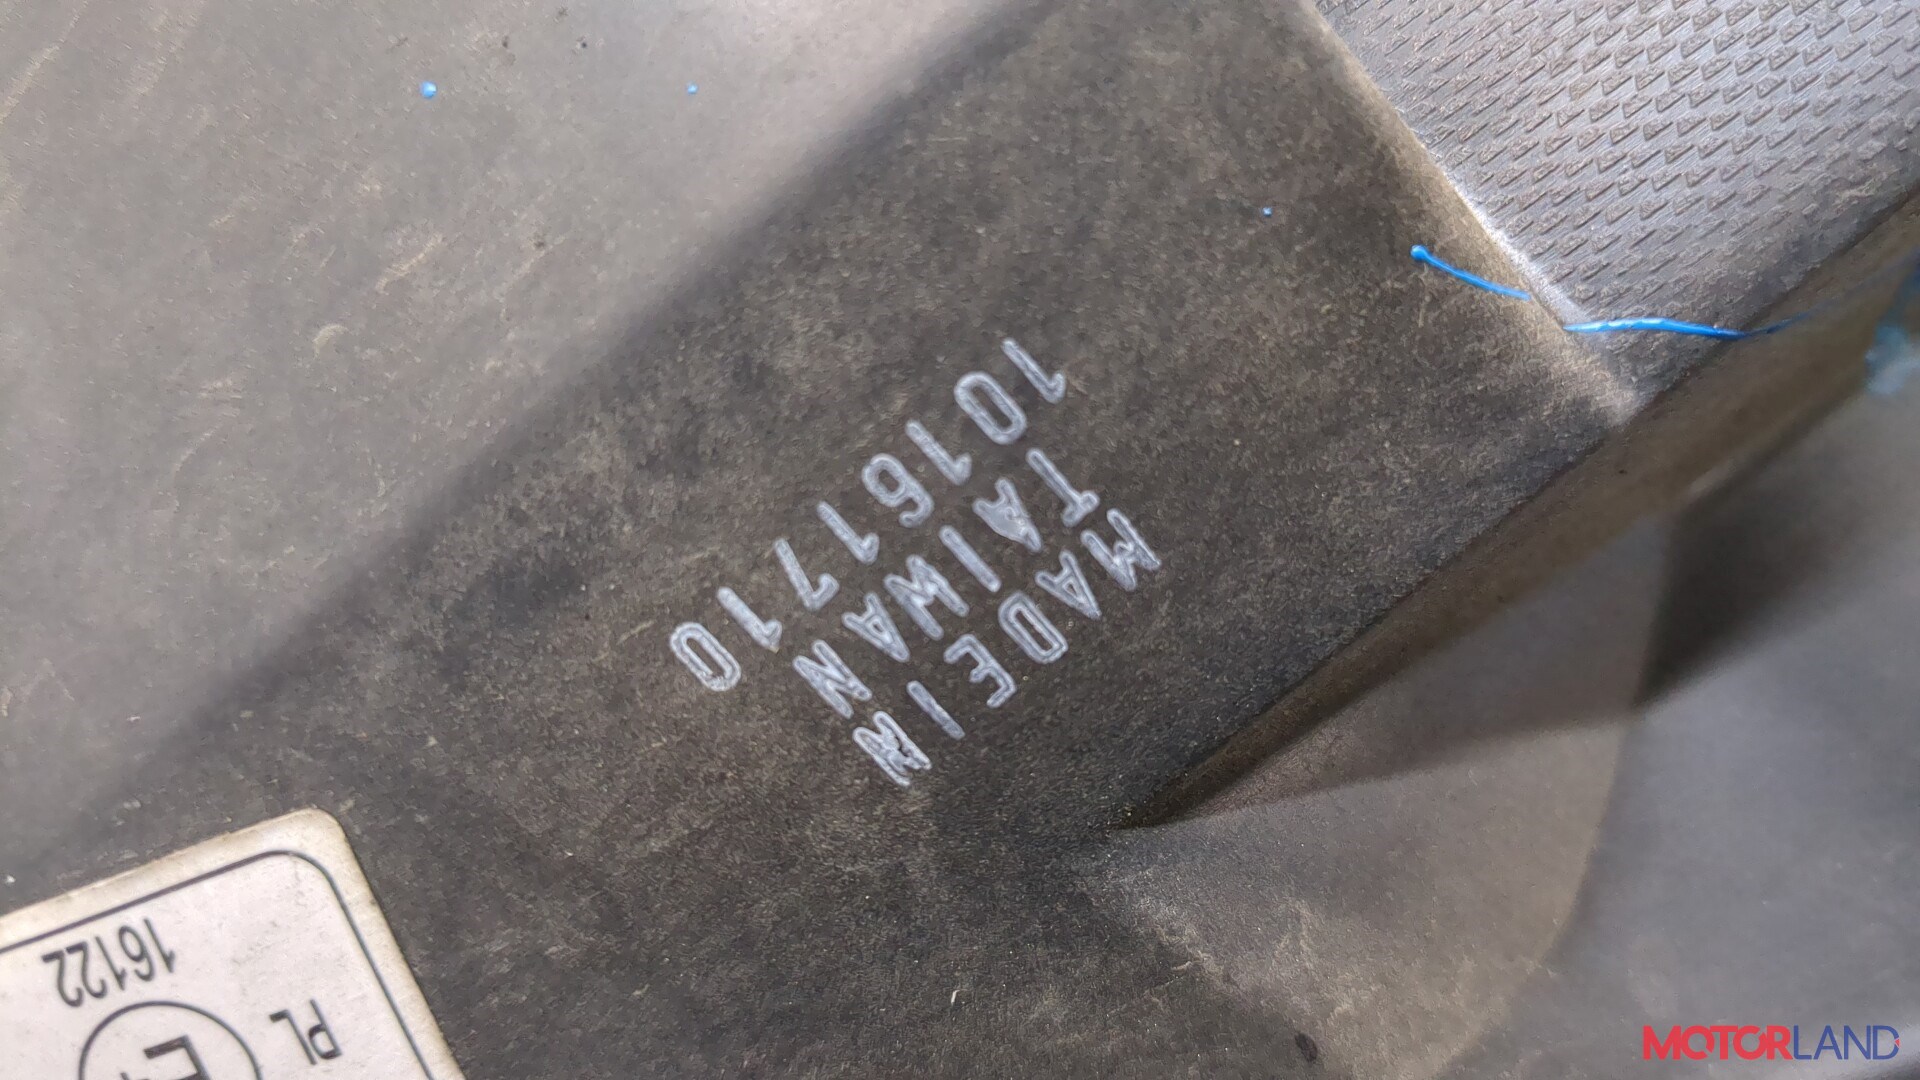 MADE IN
TAIWAN
10161710
E
PL
16122
MOTORLAND